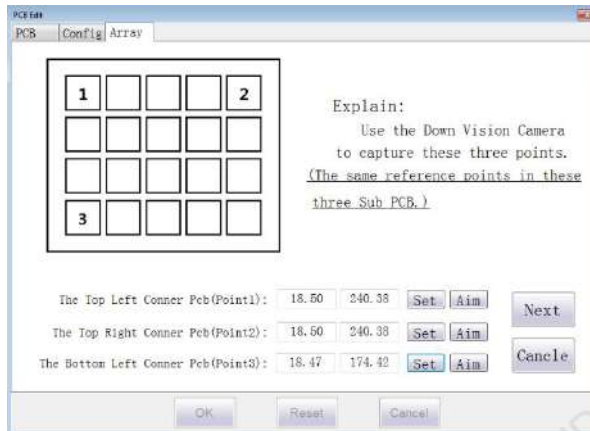 PCB Edit
PCB Config Array
1 2
3
Explain:
Use the Down Vision Camera
to capture these three points.
(The same reference points in these
three Sub PCB.)
The Top Left Conner Pcb(Point1): 18.50 240.38 Set Aim
The Top Right Conner Pcb(Point2): 18.50 240.38 Set Aim
The Bottom Left Conner Pcb(Point3): 18.47 174.42 Set Aim
Next
Cancle
OK Reset Cancel